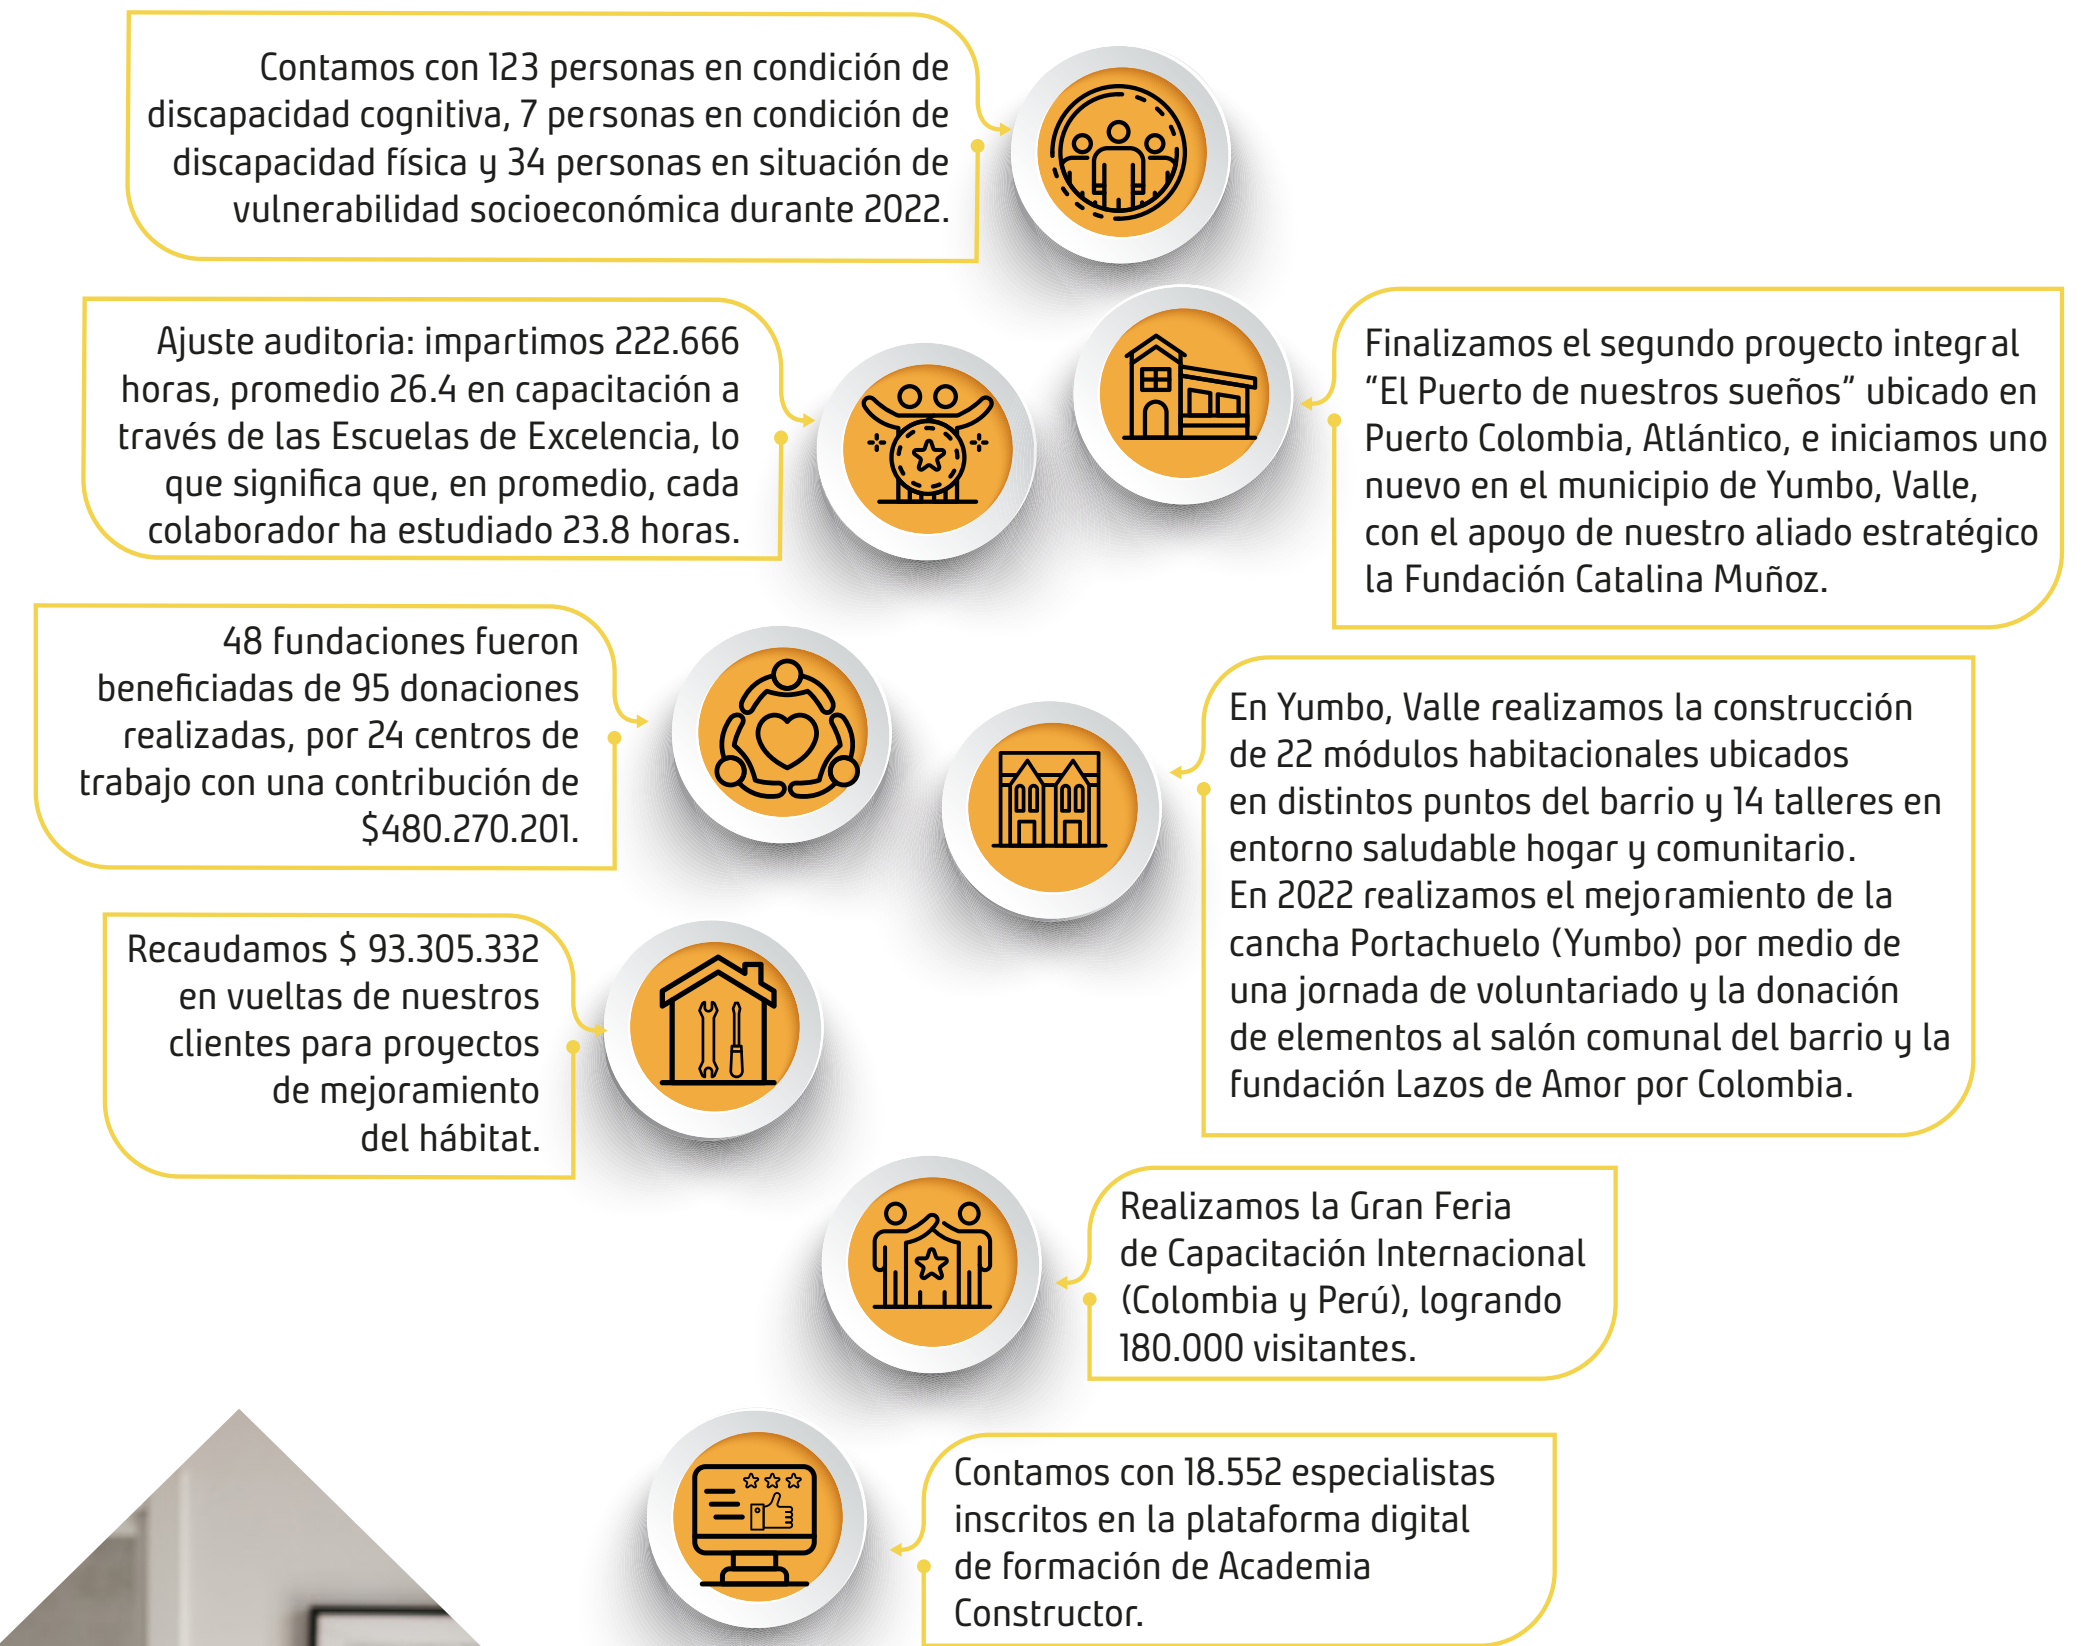 Contamos con 123 personas en condición de
discapacidad cognitiva, 7 personas en condición de
discapacidad física y 34 personas en situación de
vulnerabilidad socioeconómica durante 2022.
Ajuste auditoria: impartimos 222.666
horas, promedio 26.4 en capacitación a
través de las Escuelas de Excelencia, lo
que significa que, en promedio, cada
colaborador ha estudiado 23.8 horas.
Finalizamos el segundo proyecto integral
“El Puerto de nuestros sueños” ubicado en
Puerto Colombia, Atlántico, e iniciamos uno
nuevo en el municipio de Yumbo, Valle,
con el apoyo de nuestro aliado estratégico
la Fundación Catalina Muñoz.
48 fundaciones fueron
beneficiadas de 95 donaciones
realizadas, por 24 centros de
trabajo con una contribución de
$480.270.201.
En Yumbo, Valle realizamos la construcción
de 22 módulos habitacionales ubicados
en distintos puntos del barrio y 14 talleres en
entorno saludable hogar y comunitario.
En 2022 realizamos el mejoramiento de la
cancha Portachuelo (Yumbo) por medio de
una jornada de voluntariado y la donación
de elementos al salón comunal del barrio y la
fundación Lazos de Amor por Colombia.
Recaudamos $ 93.305.332
en vueltas de nuestros
clientes para proyectos
de mejoramiento
del hábitat.
Realizamos la Gran Feria
de Capacitación Internacional
(Colombia y Perú), logrando
180.000 visitantes.
Contamos con 18.552 especialistas
inscritos en la plataforma digital
de formación de Academia
Constructor.